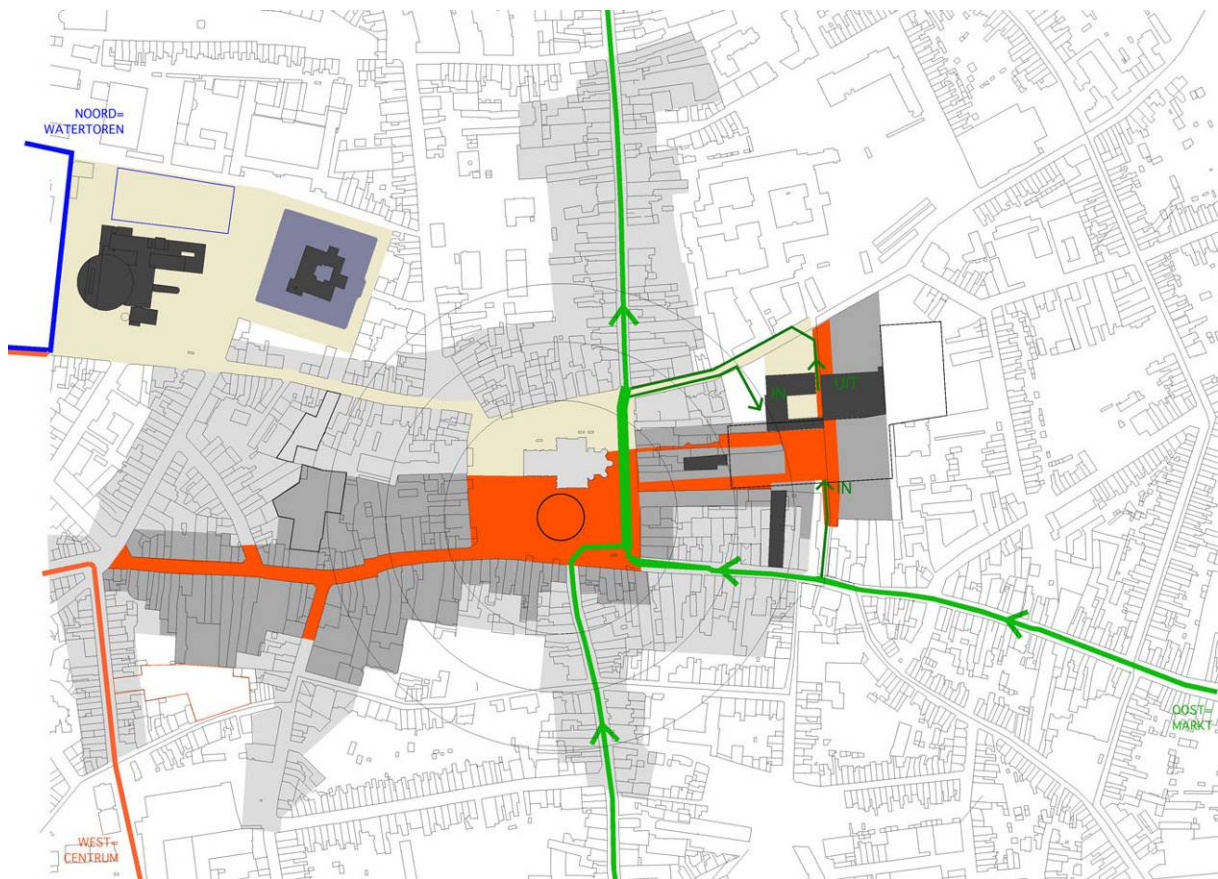 NOORD=
WATERTOREN
IN
UIT
IN
OOST=
MARKT
WEST=
CENTRUM